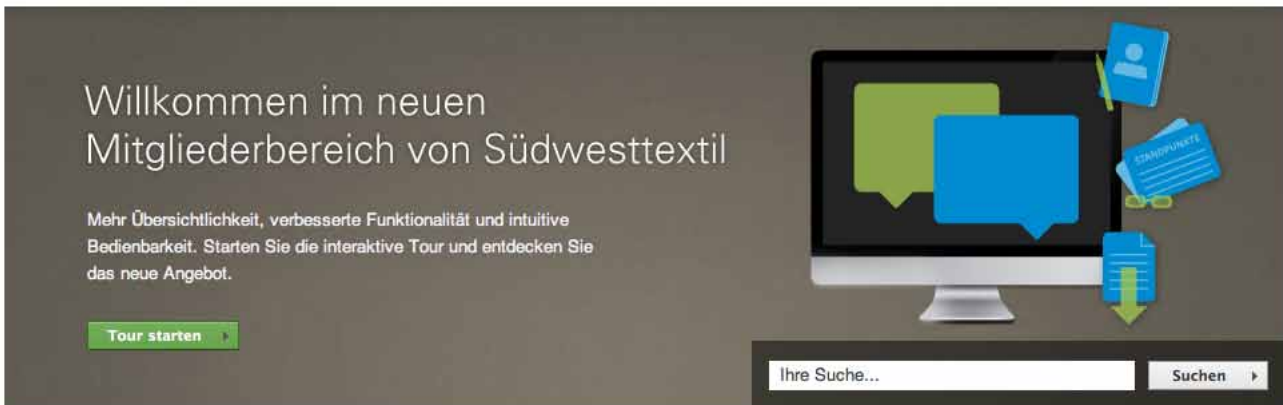 Willkommen im neuen
Mitgliederbereich von Südwesttextil
Mehr Übersichtlichkeit, verbesserte Funktionalität und intuitive
Bedienbarkeit. Starten Sie die interaktive Tour und entdecken Sie
das neue Angebot.
Tour starten
STANDPUNKTE
Ihre Suche...
Suchen